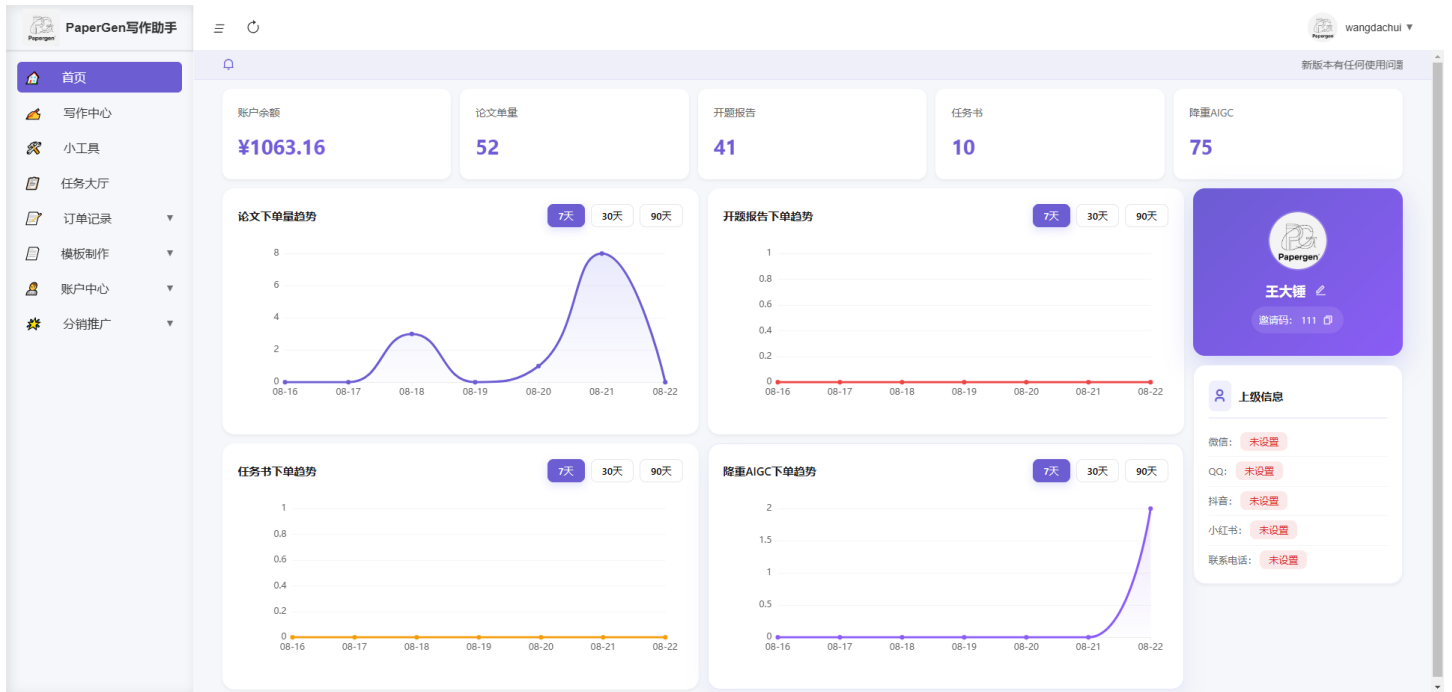 Papergen
PaperGen写作助手
Papergen
wangdachui ▼
首页
写作中心
小工具
任务大厅
订单记录 ▼
模板制作 ▼
账户中心 ▼
分销推广 ▼
新版本有任何使用问
账户余额
¥1063.16
论文单量
52
开题报告
41
任务书
10
降重AIGC
75
论文下单量趋势
7天 30天 90天
8
6
4
2
0
08-16 08-17 08-18 08-19 08-20 08-21 08-22
开题报告下单趋势
7天 30天 90天
1
0.8
0.6
0.4
0.2
0
08-16 08-17 08-18 08-19 08-20 08-21 08-22
PG
Papergen
王大锤
邀请码: 111
上级信息
微信: 未设置
QQ: 未设置
抖音: 未设置
小红书: 未设置
联系电话: 未设置
任务书下单趋势
7天 30天 90天
1
0.8
0.6
0.4
0.2
0
08-16 08-17 08-18 08-19 08-20 08-21 08-22
降重AIGC下单趋势
7天 30天 90天
2
1.5
1
0.5
0
08-16 08-17 08-18 08-19 08-20 08-21 08-22